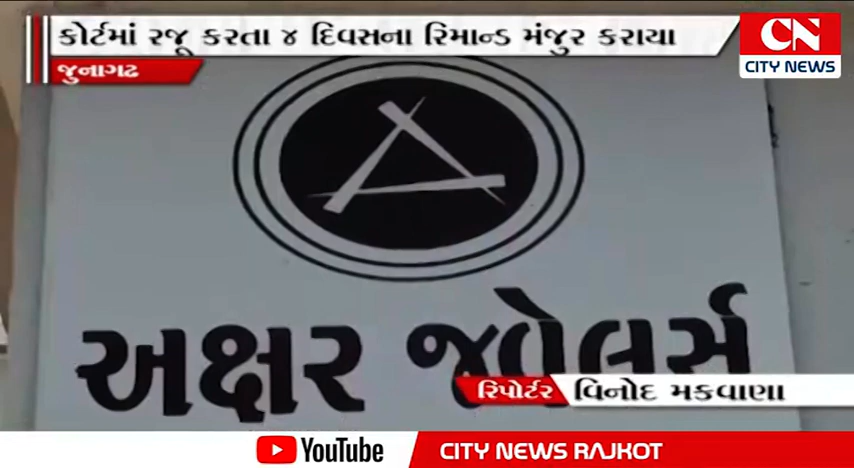 કોર્ટમાં રજૂ કરતા ૪ દિવસના રિમાન્ડ મંજુર કરાયા
CN
CITY NEWS
જુનાગઢ
અક્ષર જ્વેલર્સ
રિપોર્ટર વિનોદ મકવાણા
YouTube CITY NEWS RAJKOT